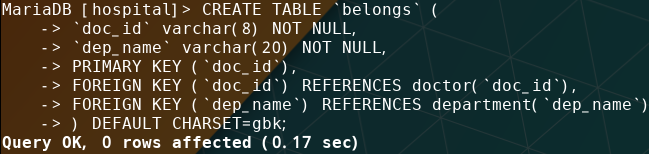 MariaDB [hospital]> CREATE TABLE `belongs` (
    -> `doc_id` varchar(8) NOT NULL,
    -> `dep_name` varchar(20) NOT NULL,
    -> PRIMARY KEY (`doc_id`),
    -> FOREIGN KEY (`doc_id`) REFERENCES doctor(`doc_id`),
    -> FOREIGN KEY (`dep_name`) REFERENCES department(`dep_name`)
    -> ) DEFAULT CHARSET=gbk;
Query OK, 0 rows affected (0.17 sec)